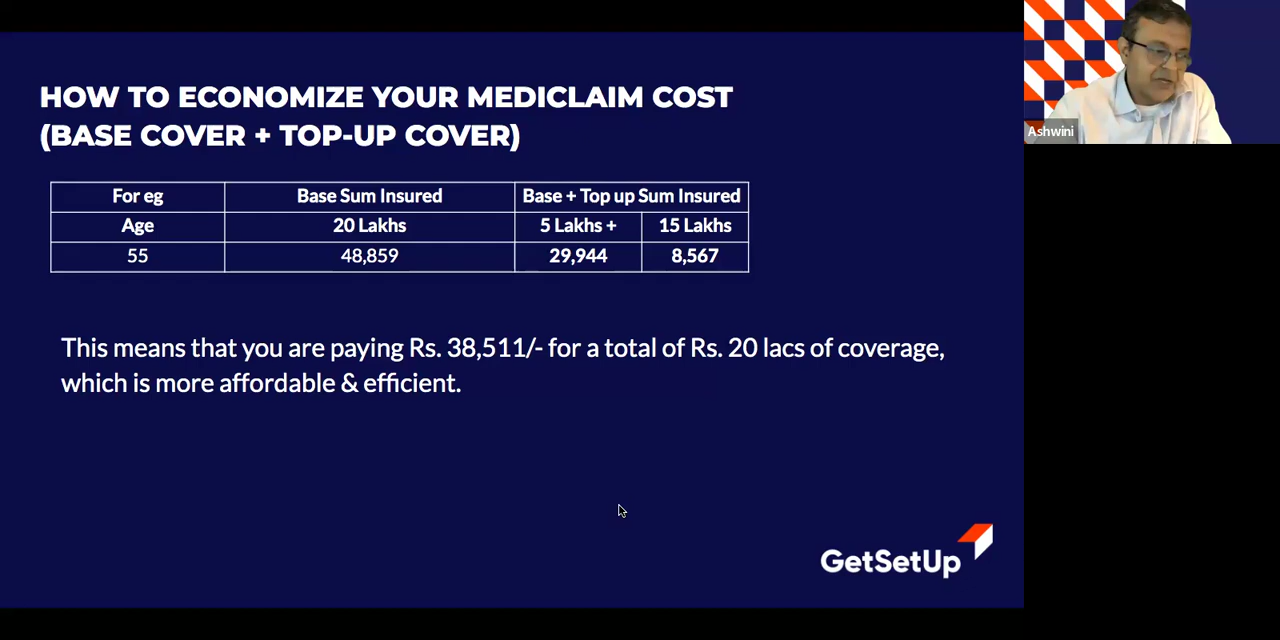 HOW TO ECONOMIZE YOUR MEDICLAIM COST
(BASE COVER + TOP-UP COVER)
For eg Base Sum Insured Base + Top up Sum Insured
Age 20 Lakhs 5 Lakhs + 15 Lakhs
55 48,859 29,944 8,567
This means that you are paying Rs. 38,511/- for a total of Rs. 20 lacs of coverage,
which is more affordable & efficient.
GetSetUp
Ashwini